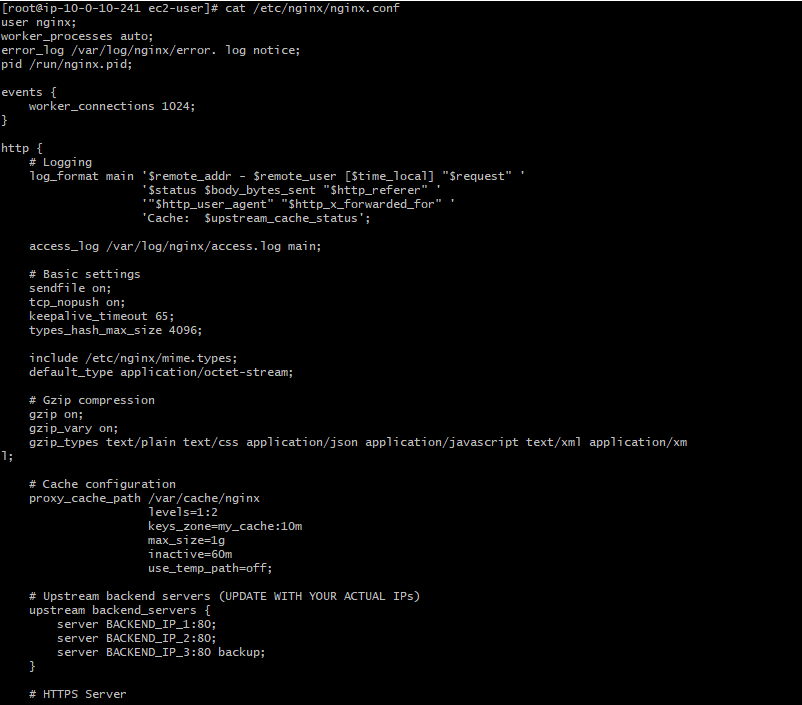 [root@ip-10-0-10-241 ec2-user]# cat /etc/nginx/nginx.conf
user nginx;
worker_processes auto;
error_log /var/log/nginx/error. log notice;
pid /run/nginx.pid;

events {
    worker_connections 1024;
}

http {
    # Logging
    log_format main '$remote_addr - $remote_user [$time_local] "$request" '
                    '$status $body_bytes_sent "$http_referer" '
                    '"$http_user_agent" "$http_x_forwarded_for" '
                    'Cache:  $upstream_cache_status';

    access_log /var/log/nginx/access.log main;

    # Basic settings
    sendfile on;
    tcp_nopush on;
    keepalive_timeout 65;
    types_hash_max_size 4096;

    include /etc/nginx/mime.types;
    default_type application/octet-stream;

    # Gzip compression
    gzip on;
    gzip_vary on;
    gzip_types text/plain text/css application/json application/javascript text/xml application/xm
l;

    # Cache configuration
    proxy_cache_path /var/cache/nginx
                     levels=1:2
                     keys_zone=my_cache:10m
                     max_size=1g
                     inactive=60m
                     use_temp_path=off;

    # Upstream backend servers (UPDATE WITH YOUR ACTUAL IPs)
    upstream backend_servers {
        server BACKEND_IP_1:80;
        server BACKEND_IP_2:80;
        server BACKEND_IP_3:80 backup;
    }

    # HTTPS Server